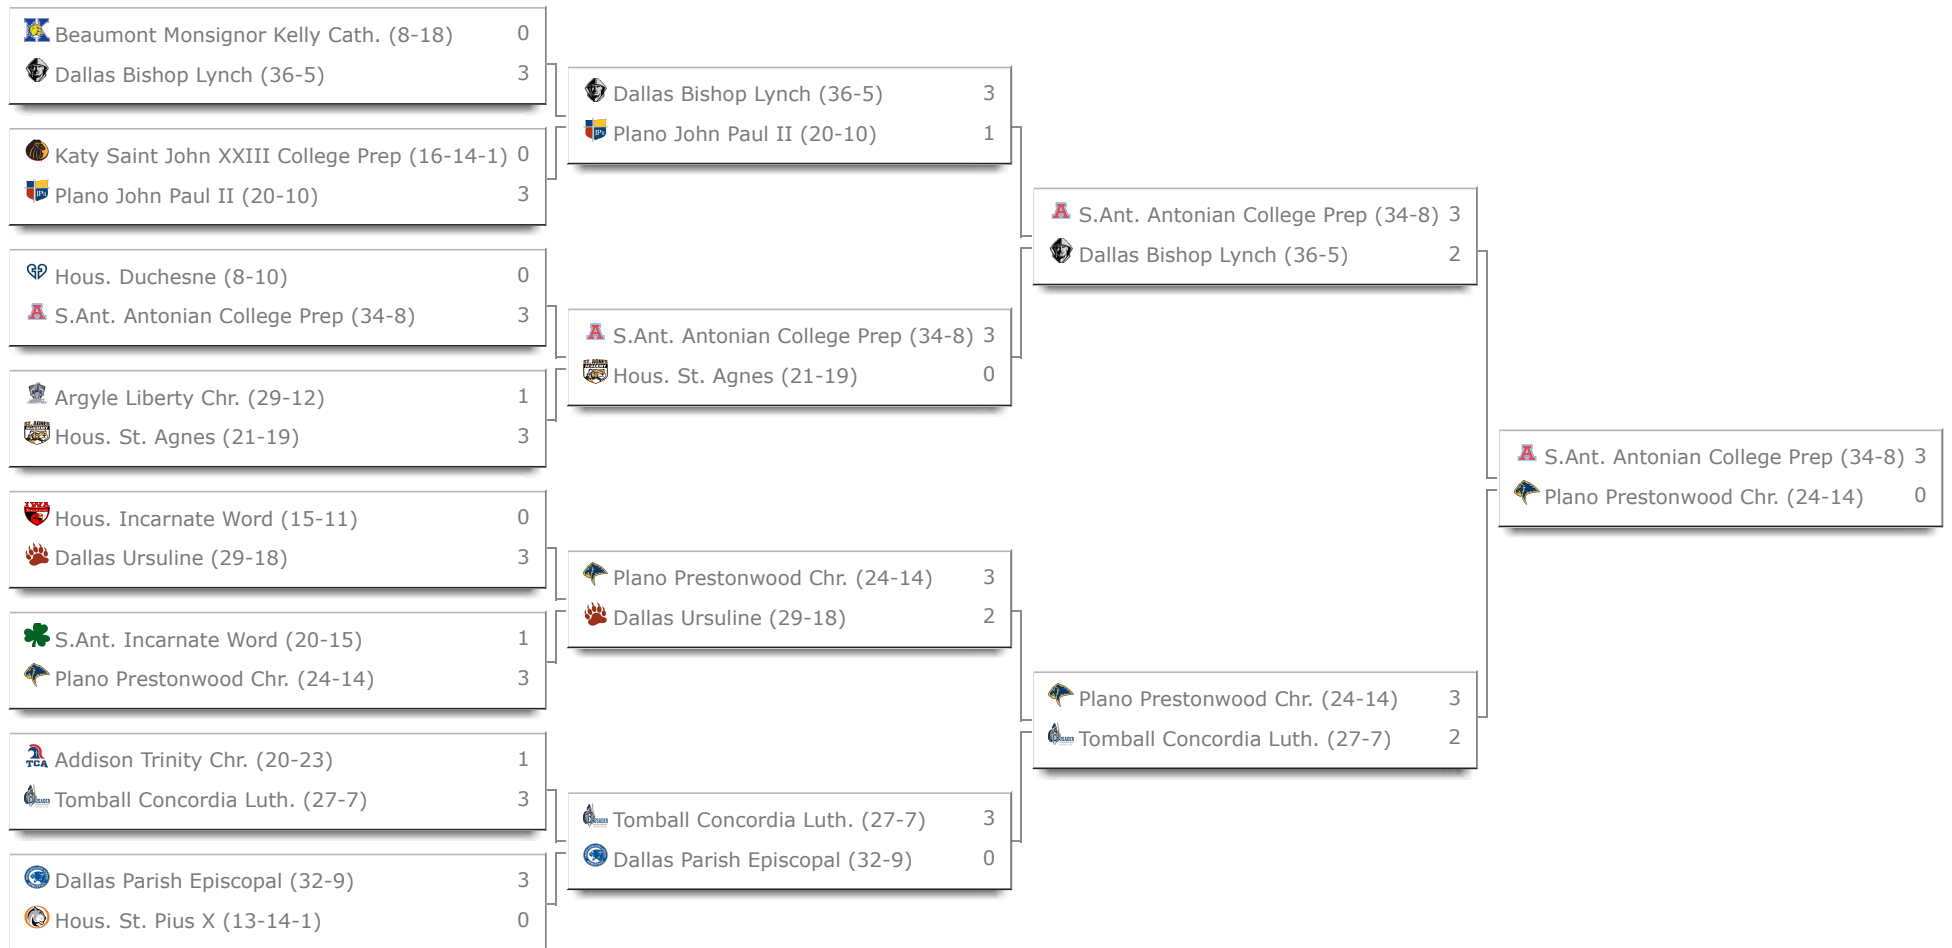 Beaumont Monsignor Kelly Cath. (8-18) 0
Dallas Bishop Lynch (36-5) 3
Katy Saint John XXIII College Prep (16-14-1) 0
Plano John Paul II (20-10) 3
Hous. Duchesne (8-10) 0
S.Ant. Antonian College Prep (34-8) 3
Argyle Liberty Chr. (29-12) 1
Hous. St. Agnes (21-19) 3
Hous. Incarnate Word (15-11) 0
Dallas Ursuline (29-18) 3
S.Ant. Incarnate Word (20-15) 1
Plano Prestonwood Chr. (24-14) 3
Addison Trinity Chr. (20-23) 1
Tomball Concordia Luth. (27-7) 3
Dallas Parish Episcopal (32-9) 3
Hous. St. Pius X (13-14-1) 0
Dallas Bishop Lynch (36-5) 3
Plano John Paul II (20-10) 1
S.Ant. Antonian College Prep (34-8) 3
Hous. St. Agnes (21-19) 0
Plano Prestonwood Chr. (24-14) 3
Dallas Ursuline (29-18) 2
Tomball Concordia Luth. (27-7) 3
Dallas Parish Episcopal (32-9) 0
S.Ant. Antonian College Prep (34-8) 3
Dallas Bishop Lynch (36-5) 2
Plano Prestonwood Chr. (24-14) 3
Tomball Concordia Luth. (27-7) 2
S.Ant. Antonian College Prep (34-8) 3
Plano Prestonwood Chr. (24-14) 0